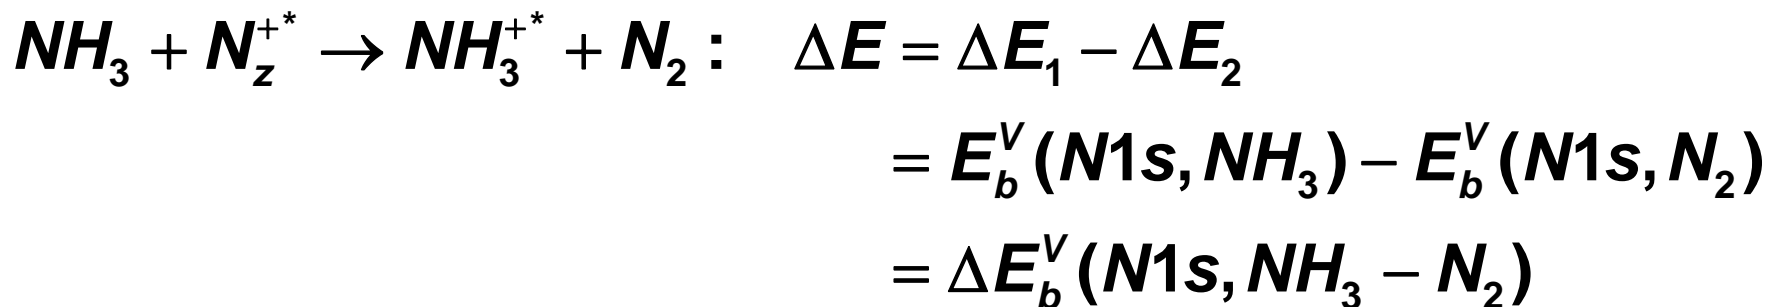 NH₃ + N_z⁺* → NH₃⁺* + N₂ : ΔE = ΔE₁ − ΔE₂
= E_b^V(N1s, NH₃) − E_b^V(N1s, N₂)
= ΔE_b^V(N1s, NH₃ − N₂)